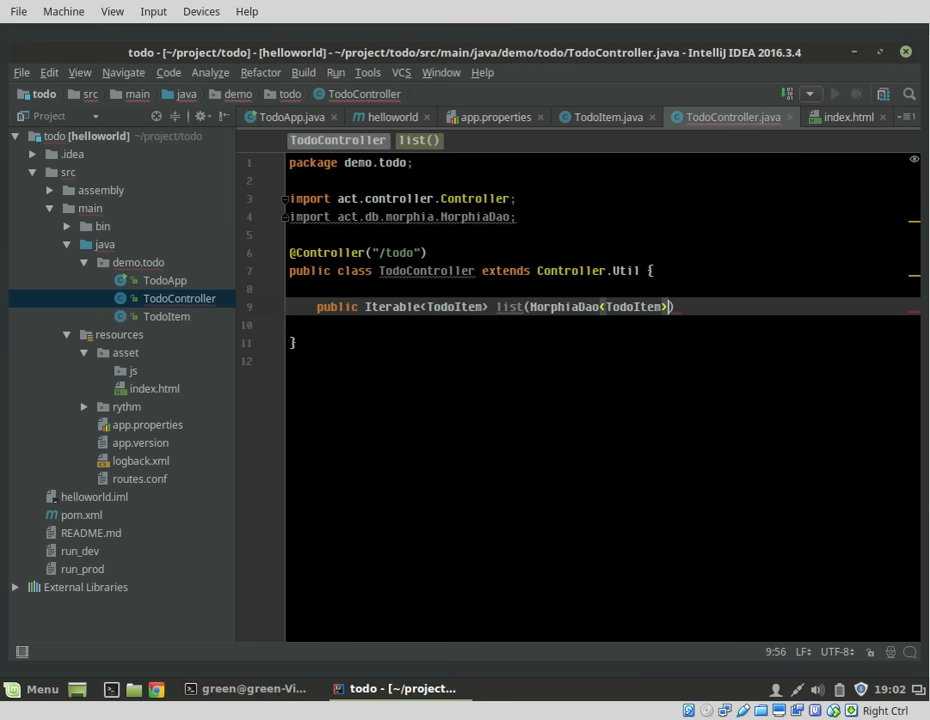 File Machine View Input Devices Help
todo - [~/project/todo] - [helloworld] - ~/project/todo/src/main/java/demo/todo/TodoController.java - IntelliJ IDEA 2016.3.4
File Edit View Navigate Code Analyze Refactor Build Run Tools VCS Window Help
todo src main java demo todo TodoController
Project
TodoApp.java helloworld app.properties TodoItem.java TodoController.java index.html
TodoController list()
todo [helloworld] ~/project/todo
.idea
src
assembly
main
bin
java
demo.todo
TodoApp
TodoController
TodoItem
resources
asset
js
index.html
rythm
app.properties
app.version
logback.xml
routes.conf
helloworld.iml
pom.xml
README.md
run_dev
run_prod
External Libraries
1 package demo.todo;
2
3 import act.controller.Controller;
4 import act.db.morphia.MorphiaDao;
5
6 @Controller("/todo")
7 public class TodoController extends Controller.Util {
8
9 public Iterable<TodoItem> list(MorphiaDao<TodoItem>)
10
11 }
12
9:56 LF UTF-8
Menu green@green-Vi... todo - [~/project... 19:02
Right Ctrl